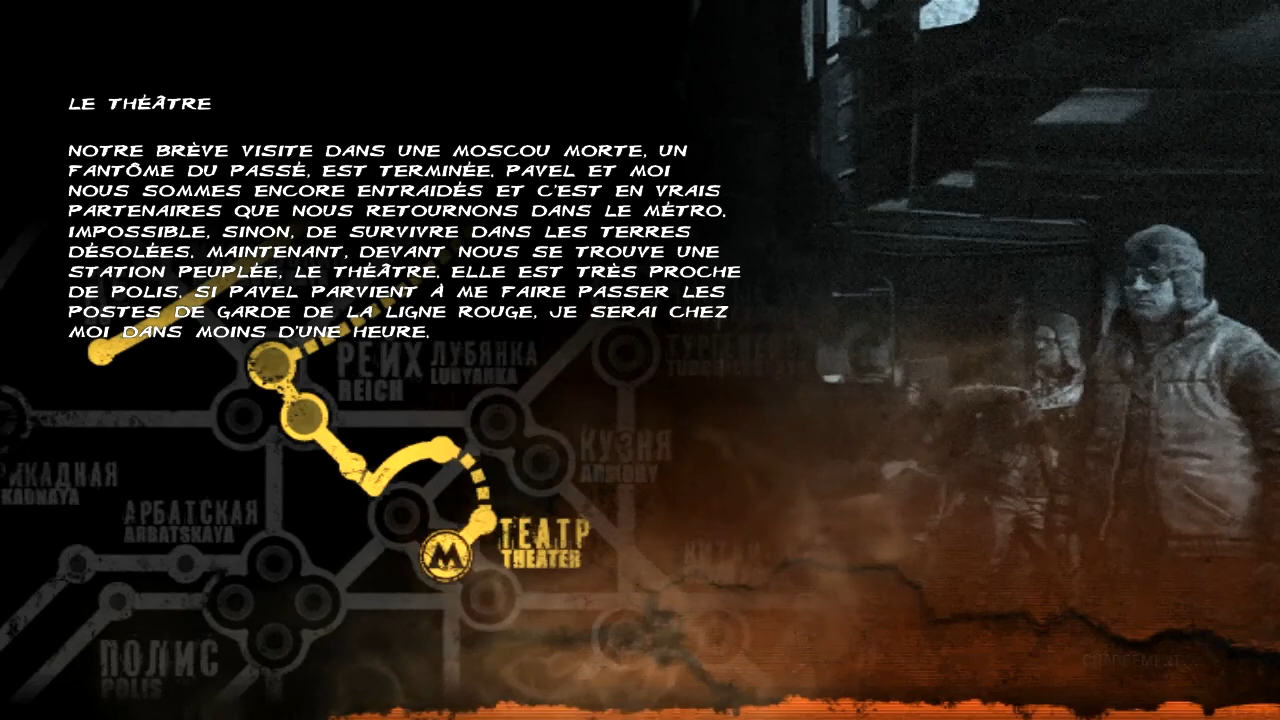 LE THÉÂTRE
NOTRE BRÈVE VISITE DANS UNE MOSCOU MORTE, UN
FANTÔME DU PASSÉ, EST TERMINÉE. PAVEL ET MOI
NOUS SOMMES ENCORE ENTRAIDÉS ET C'EST EN VRAIS
PARTENAIRES QUE NOUS RETOURNONS DANS LE MÉTRO.
IMPOSSIBLE, SINON, DE SURVIVRE DANS LES TERRES
DÉSOLÉES. MAINTENANT, DEVANT NOUS SE TROUVE UNE
STATION PEUPLÉE, LE THÉÂTRE. ELLE EST TRÈS PROCHE
DE POLIS. SI PAVEL PARVIENT À ME FAIRE PASSER LES
POSTES DE GARDE DE LA LIGNE ROUGE, JE SERAI CHEZ
MOI DANS MOINS D'UNE HEURE.
РЕЙХ
REICH
ЛУБЯНКА
LUBYANKA
КУЗНЯ
ARMORY
АРБАТСКАЯ
ARBATSKAYA
ТЕАТР
THEATER
M
КИТАЙ
ПОЛИС
POLIS
CHARGEMENT...